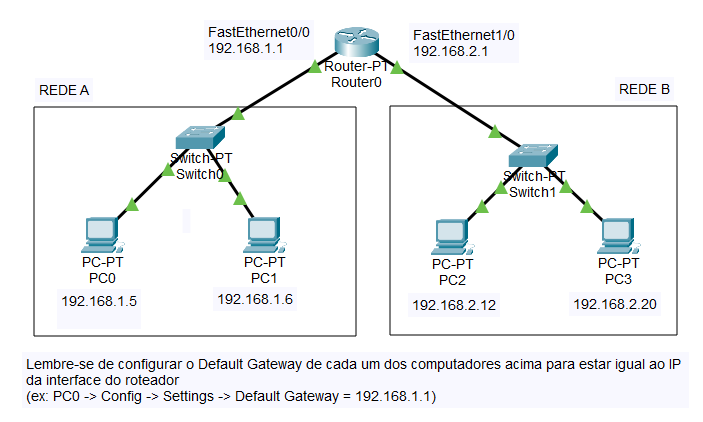 FastEthernet0/0
192.168.1.1
FastEthernet1/0
192.168.2.1
Router-PT
Router0
REDE A
REDE B
Switch-PT
Switch0
Switch-PT
Switch1
PC-PT
PC0
192.168.1.5
PC-PT
PC1
192.168.1.6
PC-PT
PC2
192.168.2.12
PC-PT
PC3
192.168.2.20
Lembre-se de configurar o Default Gateway de cada um dos computadores acima para estar igual ao IP
da interface do roteador
(ex: PC0 -> Config -> Settings -> Default Gateway = 192.168.1.1)